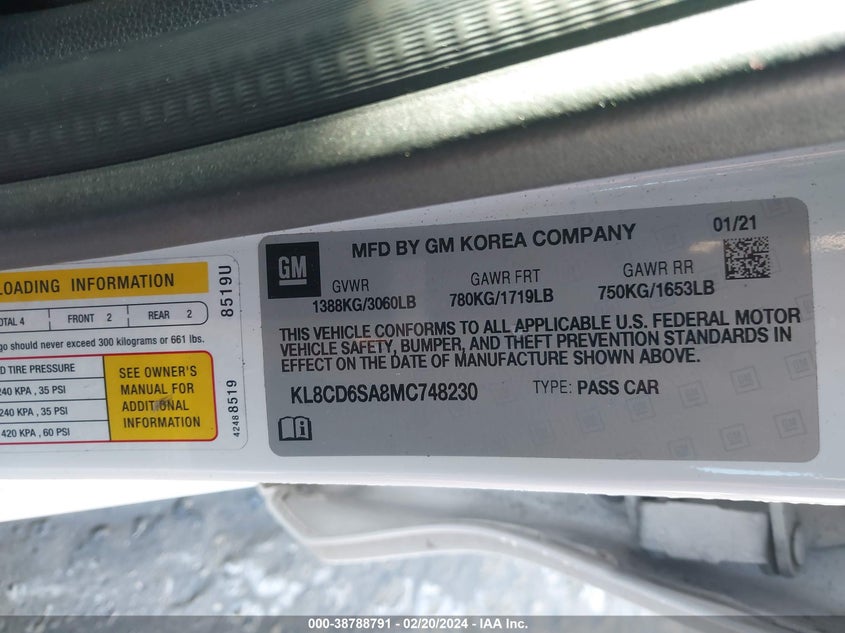 LOADING INFORMATION
TOTAL 4 FRONT 2 REAR 2
go should never exceed 300 kilograms or 661 lbs.
TIRE PRESSURE
240 KPA , 35 PSI
240 KPA , 35 PSI
420 KPA , 60 PSI
SEE OWNER'S
MANUAL FOR
ADDITIONAL
INFORMATION
8519U
42488519
GM
MFD BY GM KOREA COMPANY
01/21
GVWR
1388KG/3060LB
GAWR FRT
780KG/1719LB
GAWR RR
750KG/1653LB
THIS VEHICLE CONFORMS TO ALL APPLICABLE U.S. FEDERAL MOTOR
VEHICLE SAFETY, BUMPER, AND THEFT PREVENTION STANDARDS IN
EFFECT ON THE DATE OF MANUFACTURE SHOWN ABOVE.
KL8CD6SA8MC748230
TYPE: PASS CAR
000-38788791 - 02/20/2024 - IAA Inc.